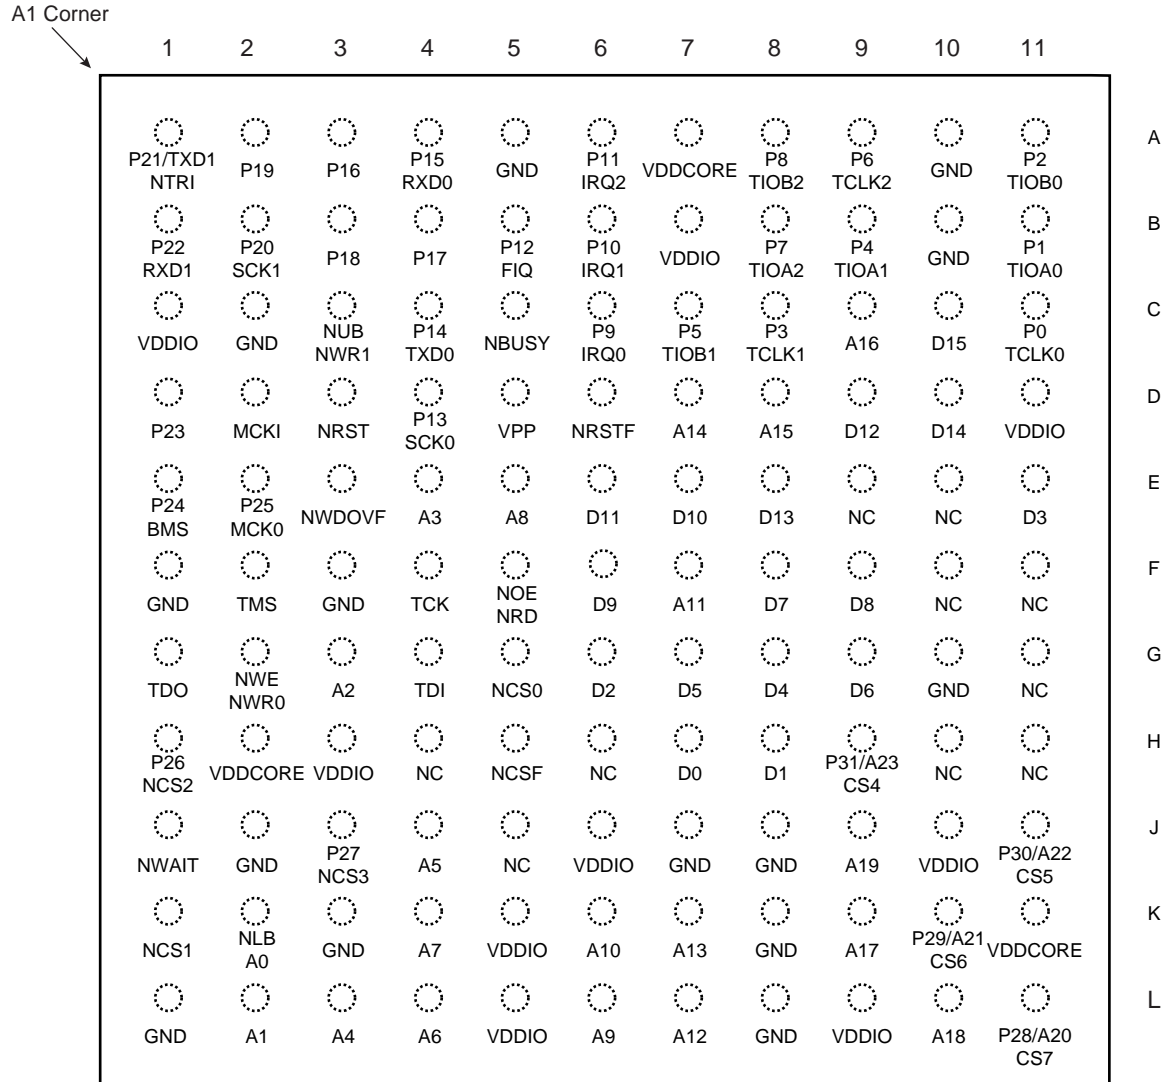 A1 Corner
1 2 3 4 5 6 7 8 9 10 11
A
P21/TXD1 NTRI P19 P16 P15 RXD0 GND P11 IRQ2 VDDCORE P8 TIOB2 P6 TCLK2 GND P2 TIOB0
B
P22 RXD1 P20 SCK1 P18 P17 P12 FIQ P10 IRQ1 VDDIO P7 TIOA2 P4 TIOA1 GND P1 TIOA0
C
VDDIO GND NUB NWR1 P14 TXD0 NBUSY P9 IRQ0 P5 TIOB1 P3 TCLK1 A16 D15 P0 TCLK0
D
P23 MCKI NRST P13 SCK0 VPP NRSTF A14 A15 D12 D14 VDDIO
E
P24 BMS P25 MCK0 NWDOVF A3 A8 D11 D10 D13 NC NC D3
F
GND TMS GND TCK NOE NRD D9 A11 D7 D8 NC NC
G
TDO NWE NWR0 A2 TDI NCS0 D2 D5 D4 D6 GND NC
H
P26 NCS2 VDDCORE VDDIO NC NCSF NC D0 D1 P31/A23 CS4 NC NC
J
NWAIT GND P27 NCS3 A5 NC VDDIO GND GND A19 VDDIO P30/A22 CS5
K
NCS1 NLB A0 GND A7 VDDIO A10 A13 GND A17 P29/A21 CS6 VDDCORE
L
GND A1 A4 A6 VDDIO A9 A12 GND VDDIO A18 P28/A20 CS7